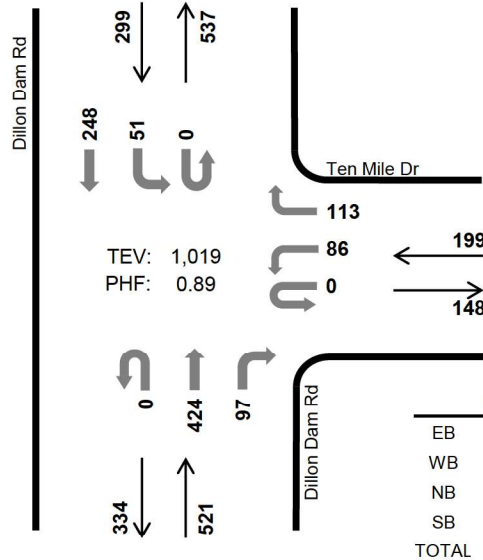 299
537
Dillon Dam Rd
248
51
0
Ten Mile Dr
113
TEV: 1,019
86
199
PHF: 0.89
0
148
0
424
97
Dillon Dam Rd
334
521
EB
WB
NB
SB
TOTAL